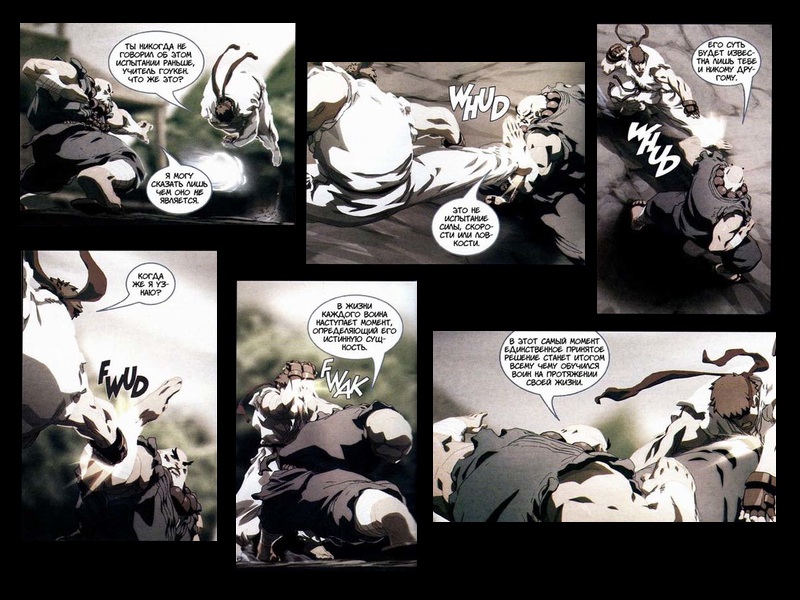 ТЫ НИКОГДА НЕ
ГОВОРИЛ ОБ ЭТОМ
ИСПЫТАНИИ РАНЬШЕ,
УЧИТЕЛЬ ГОУКЕН.
ЧТО ЖЕ ЭТО?
Я МОГУ
СКАЗАТЬ ЛИШЬ
ЧЕМ ОНО НЕ
ЯВЛЯЕТСЯ.
WHUD
ЭТО НЕ
ИСПЫТАНИЕ
СИЛЫ, СКОРО-
СТИ ИЛИ ЛОВ-
КОСТИ.
ЕГО СУТЬ
БУДЕТ ИЗВЕС-
ТНА ЛИШЬ ТЕБЕ
И НИКОМУ ДРУ-
ГОМУ.
WHUD
КОГДА
ЖЕ Я УЗ-
НАЮ?
FWUD
В ЖИЗНИ
КАЖДОГО ВОИНА
НАСТУПАЕТ МОМЕНТ,
ОПРЕДЕЛЯЮЩИЙ ЕГО
ИСТИННУЮ СУЩ-
НОСТЬ.
FWAK
В ЭТОТ САМЫЙ МОМЕНТ
ЕДИНСТВЕННОЕ ПРИНЯТОЕ
РЕШЕНИЕ СТАНЕТ ИТОГОМ
ВСЕМУ ЧЕМУ ОБУЧИЛСЯ
ВОИН НА ПРОТЯЖЕНИИ
СВОЕЙ ЖИЗНИ.